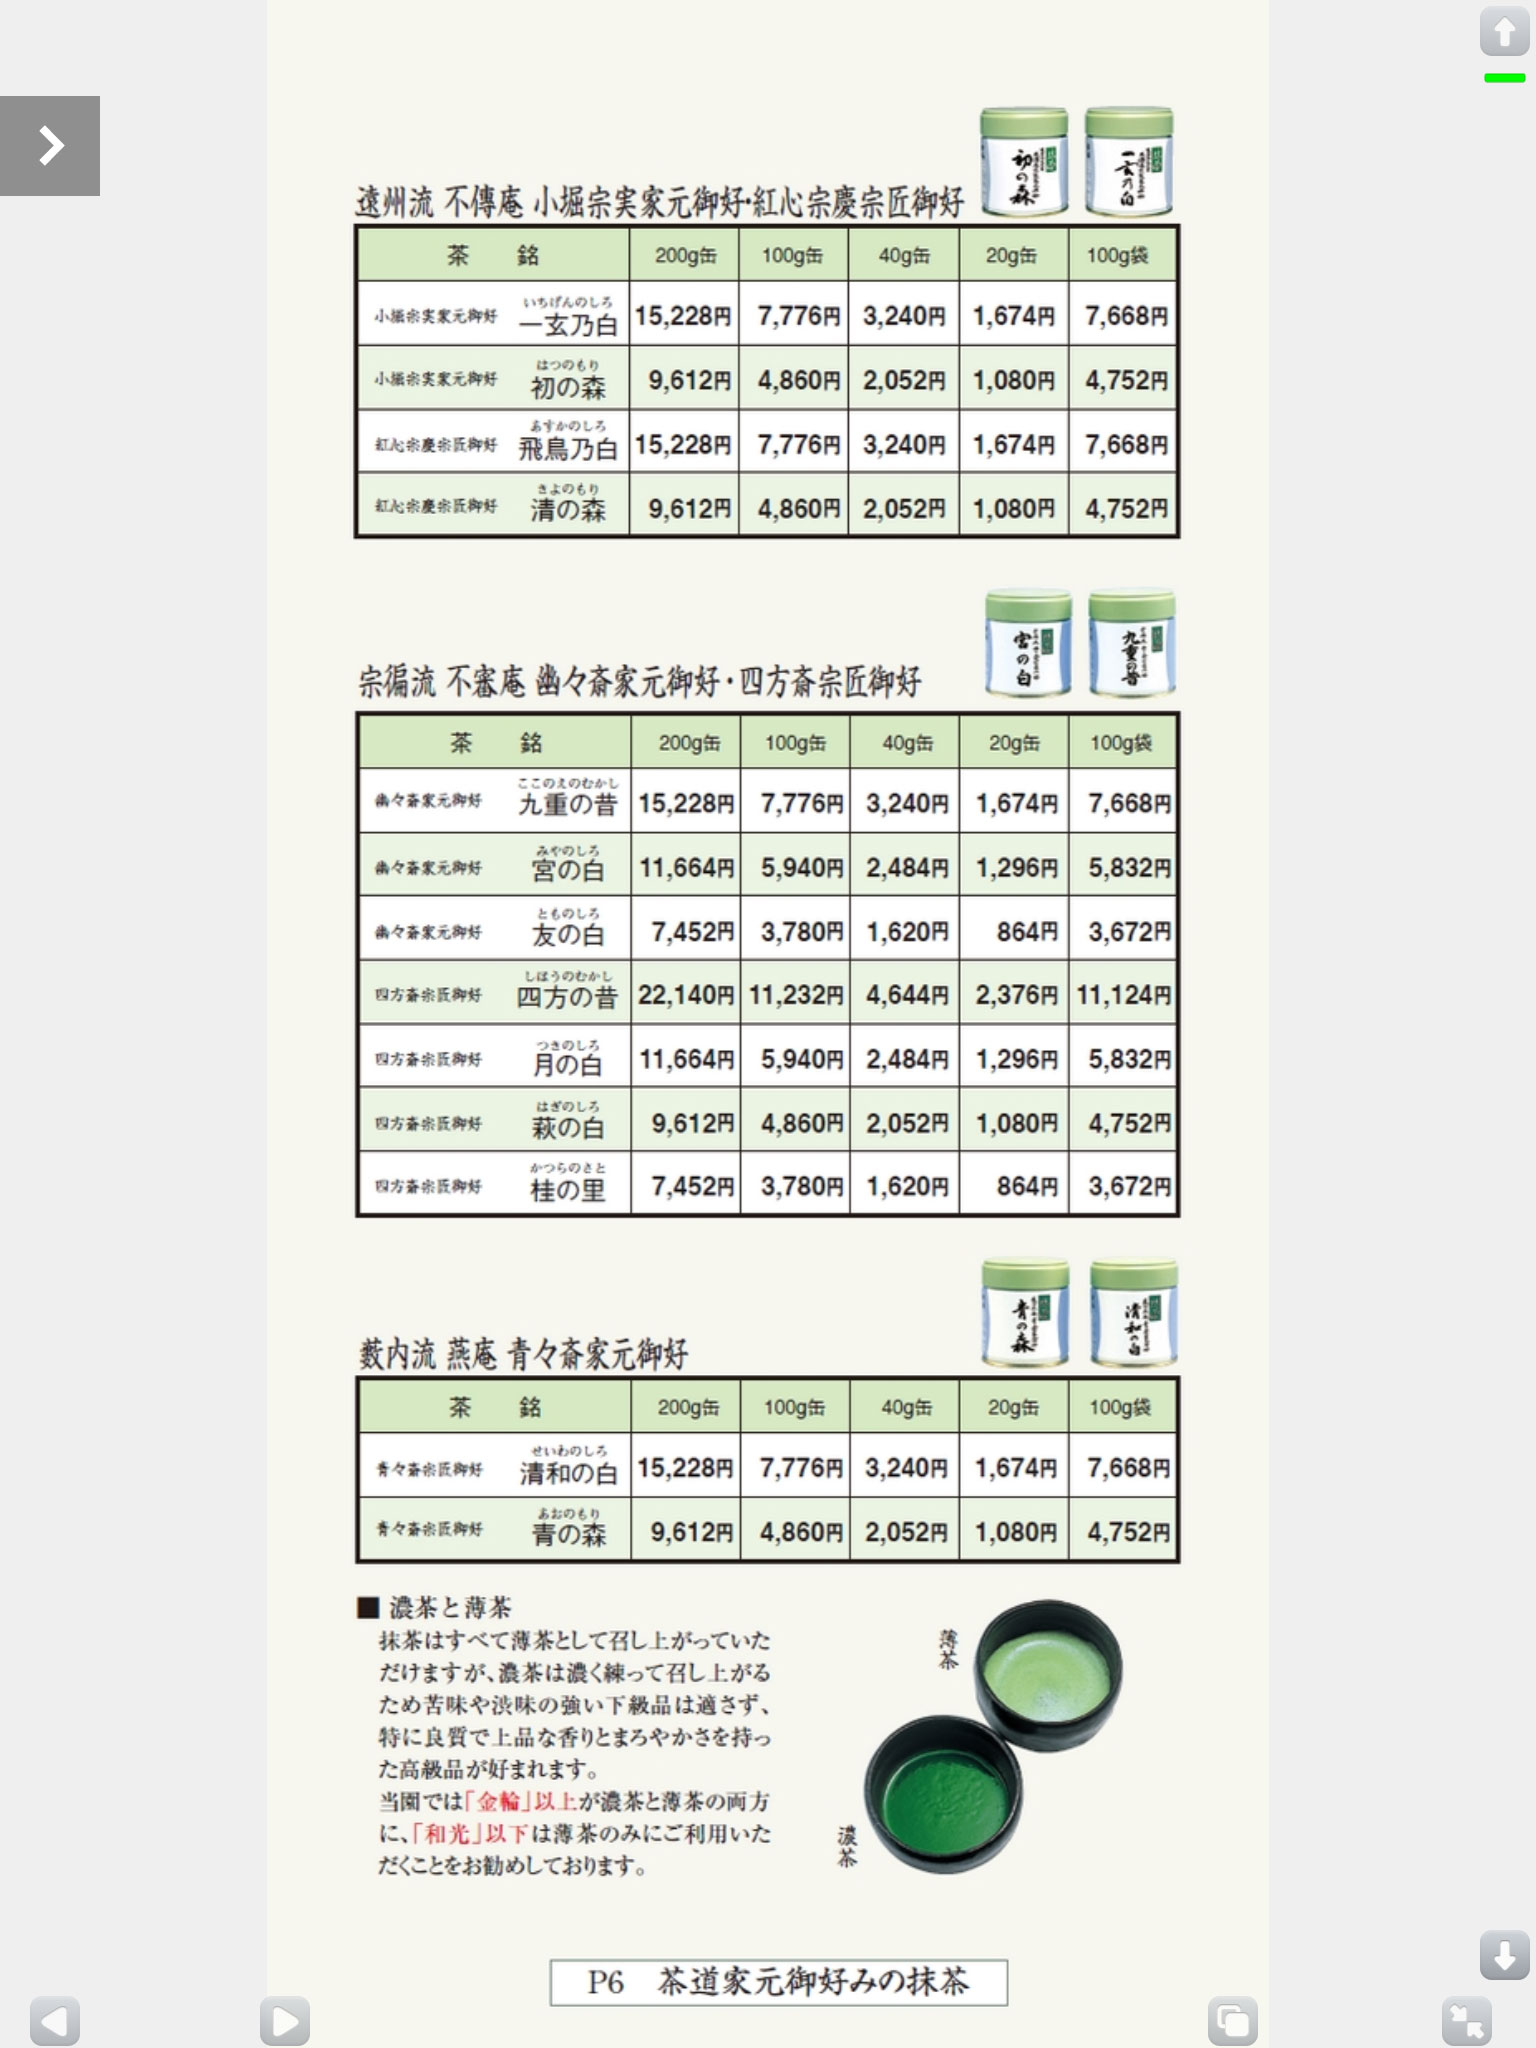 初の森
一玄乃白
遠州流 不傳庵 小堀宗実家元御好・紅心宗慶宗匠御好
茶 銘 200g缶 100g缶 40g缶 20g缶 100g袋
いちげんのしろ
小堀宗実家元御好 一玄乃白 15,228円 7,776円 3,240円 1,674円 7,668円
はつのもり
小堀宗実家元御好 初の森 9,612円 4,860円 2,052円 1,080円 4,752円
あすかのしろ
紅心宗慶宗匠御好 飛鳥乃白 15,228円 7,776円 3,240円 1,674円 7,668円
きよのもり
紅心宗慶宗匠御好 清の森 9,612円 4,860円 2,052円 1,080円 4,752円
宮の白
九重の昔
宗徧流 不審庵 幽々斎家元御好・四方斎宗匠御好
茶 銘 200g缶 100g缶 40g缶 20g缶 100g袋
ここのえのむかし
幽々斎家元御好 九重の昔 15,228円 7,776円 3,240円 1,674円 7,668円
みやのしろ
幽々斎家元御好 宮の白 11,664円 5,940円 2,484円 1,296円 5,832円
とものしろ
幽々斎家元御好 友の白 7,452円 3,780円 1,620円 864円 3,672円
しほうのむかし
四方斎宗匠御好 四方の昔 22,140円 11,232円 4,644円 2,376円 11,124円
つきのしろ
四方斎宗匠御好 月の白 11,664円 5,940円 2,484円 1,296円 5,832円
はぎのしろ
四方斎宗匠御好 萩の白 9,612円 4,860円 2,052円 1,080円 4,752円
かつらのさと
四方斎宗匠御好 桂の里 7,452円 3,780円 1,620円 864円 3,672円
青の森
清和の白
薮内流 燕庵 青々斎家元御好
茶 銘 200g缶 100g缶 40g缶 20g缶 100g袋
せいわのしろ
青々斎宗匠御好 清和の白 15,228円 7,776円 3,240円 1,674円 7,668円
あおのもり
青々斎宗匠御好 青の森 9,612円 4,860円 2,052円 1,080円 4,752円
■ 濃茶と薄茶
抹茶はすべて薄茶として召し上がっていた
だけますが、濃茶は濃く練って召し上がる
ため苦味や渋味の強い下級品は適さず、
特に良質で上品な香りとまろやかさを持っ
た高級品が好まれます。
当園では「金輪」以上が濃茶と薄茶の両方
に、「和光」以下は薄茶のみにご利用いた
だくことをお勧めしております。
薄茶
濃茶
P6 茶道家元御好みの抹茶